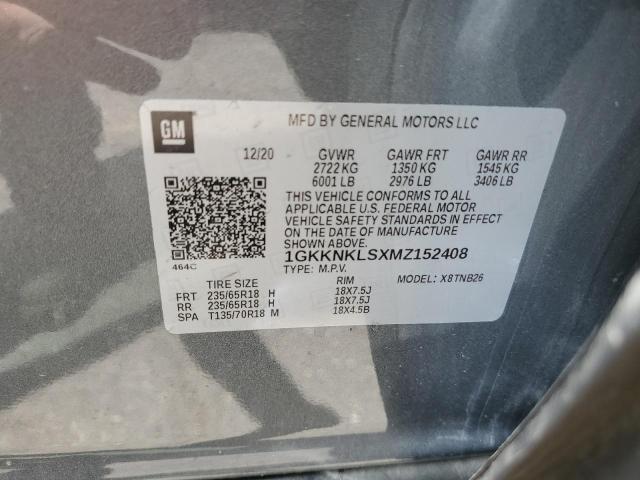 GM
MFD BY GENERAL MOTORS LLC
12/20 GVWR GAWR FRT GAWR RR
2722 KG 1350 KG 1545 KG
6001 LB 2976 LB 3406 LB
THIS VEHICLE CONFORMS TO ALL
APPLICABLE U.S. FEDERAL MOTOR
VEHICLE SAFETY STANDARDS IN EFFECT
ON THE DATE OF MANUFACTURE
SHOWN ABOVE.
1GKKNKLSXMZ152408
464C
TYPE: M.P.V. MODEL: X8TNB26
TIRE SIZE RIM
FRT 235/65R18 H 18X7.5J
RR 235/65R18 H 18X7.5J
SPA T135/70R18 M 18X4.5B